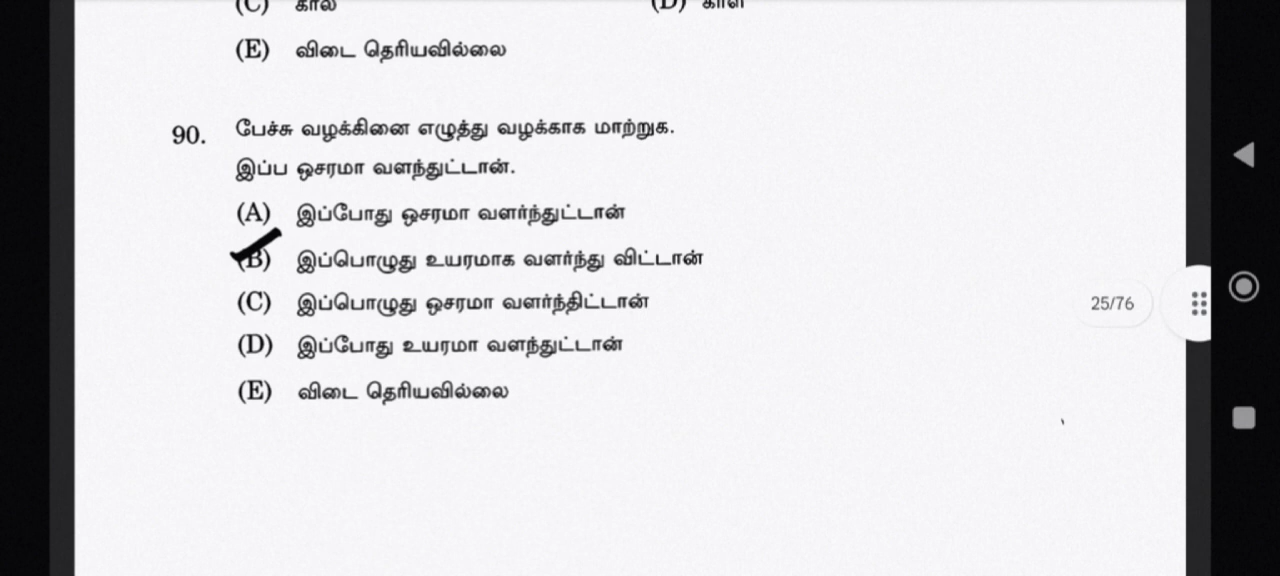 (C) கால
(E) விடை தெரியவில்லை
90. பேச்சு வழக்கினை எழுத்து வழக்காக மாற்றுக.
இப்ப ஒசரமா வளந்துட்டான்.
(A) இப்போது ஒசரமா வளர்ந்துட்டான்
(B) இப்பொழுது உயரமாக வளர்ந்து விட்டான்
(C) இப்பொழுது ஒசரமா வளர்ந்திட்டான்
25/76
(D) இப்போது உயரமா வளந்துட்டான்
(E) விடை தெரியவில்லை